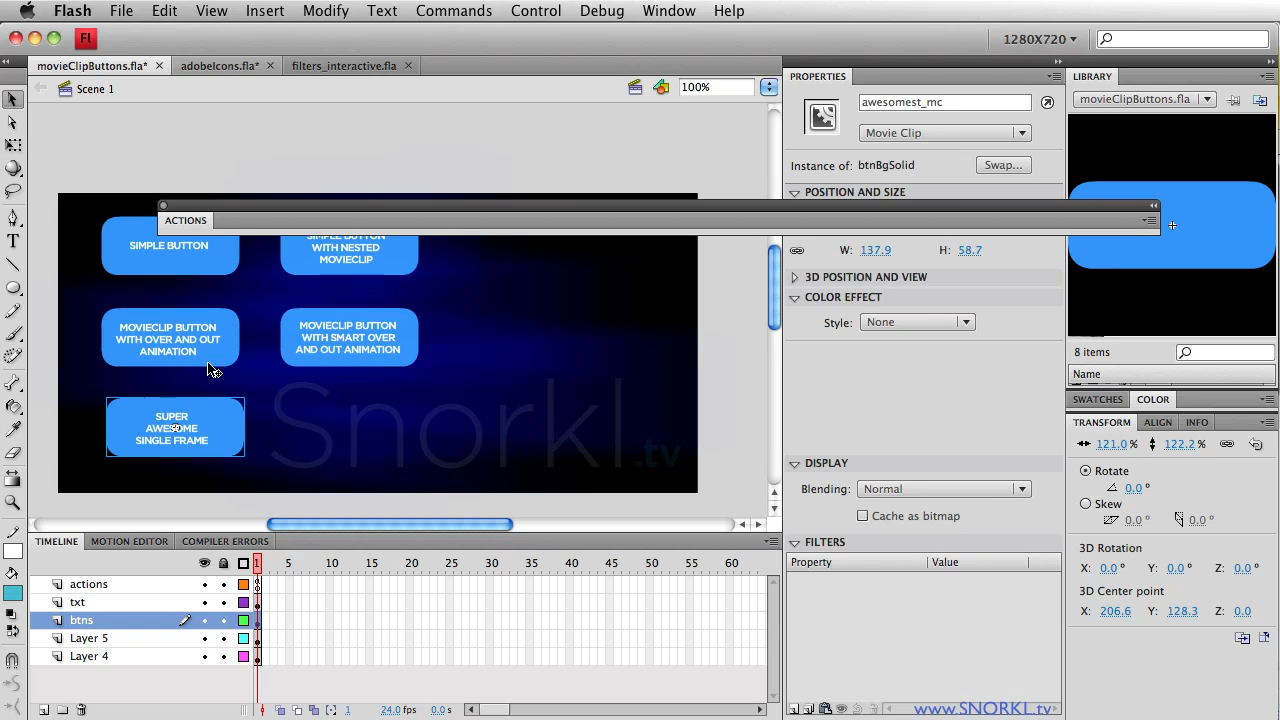 Flash File Edit View Insert Modify Text Commands Control Debug Window Help
Fl 1280X720
movieClipButtons.fla* adobeIcons.fla* filters_interactive.fla
Scene 1 100%
ACTIONS
SIMPLE BUTTON
SIMPLE BUTTON
WITH NESTED
MOVIECLIP
MOVIECLIP BUTTON
WITH OVER AND OUT
ANIMATION
MOVIECLIP BUTTON
WITH SMART OVER
AND OUT ANIMATION
SUPER
AWESOME
SINGLE FRAME
Snorkl.tv
TIMELINE MOTION EDITOR COMPILER ERRORS
1 5 10 15 20 25 30 35 40 45 50 55 60
actions
txt
btns
Layer 5
Layer 4
1 24.0 fps 0.0 s
PROPERTIES
awesomest_mc
Movie Clip
Instance of: btnBgSolid Swap...
POSITION AND SIZE
W: 137.9 H: 58.7
3D POSITION AND VIEW
COLOR EFFECT
Style: None
DISPLAY
Blending: Normal
Cache as bitmap
FILTERS
Property Value
www.SNORKL.tv
LIBRARY
movieClipButtons.fla
8 items
Name
SWATCHES COLOR
TRANSFORM ALIGN INFO
121.0 % 122.2 %
Rotate
0.0 °
Skew
0.0 ° 0.0 °
3D Rotation
X: 0.0 ° Y: 0.0 ° Z: 0.0 °
3D Center point
X: 206.6 Y: 128.3 Z: 0.0